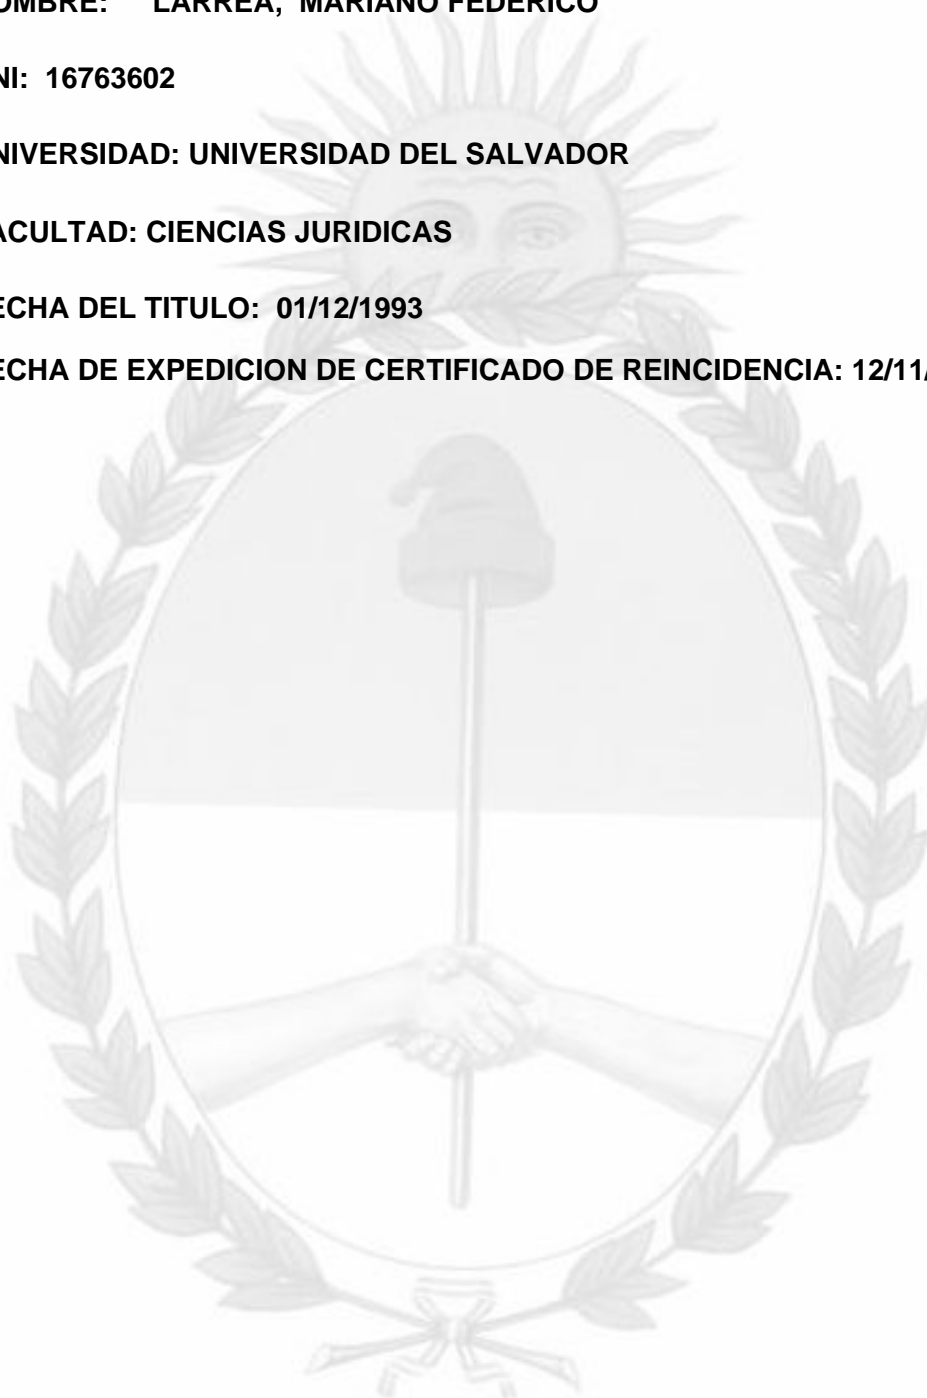 OMBRE: LARREA, MARIANO FEDERICO
NI: 16763602
NIVERSIDAD: UNIVERSIDAD DEL SALVADOR
ACULTAD: CIENCIAS JURIDICAS
ECHA DEL TITULO: 01/12/1993
ECHA DE EXPEDICION DE CERTIFICADO DE REINCIDENCIA: 12/11/